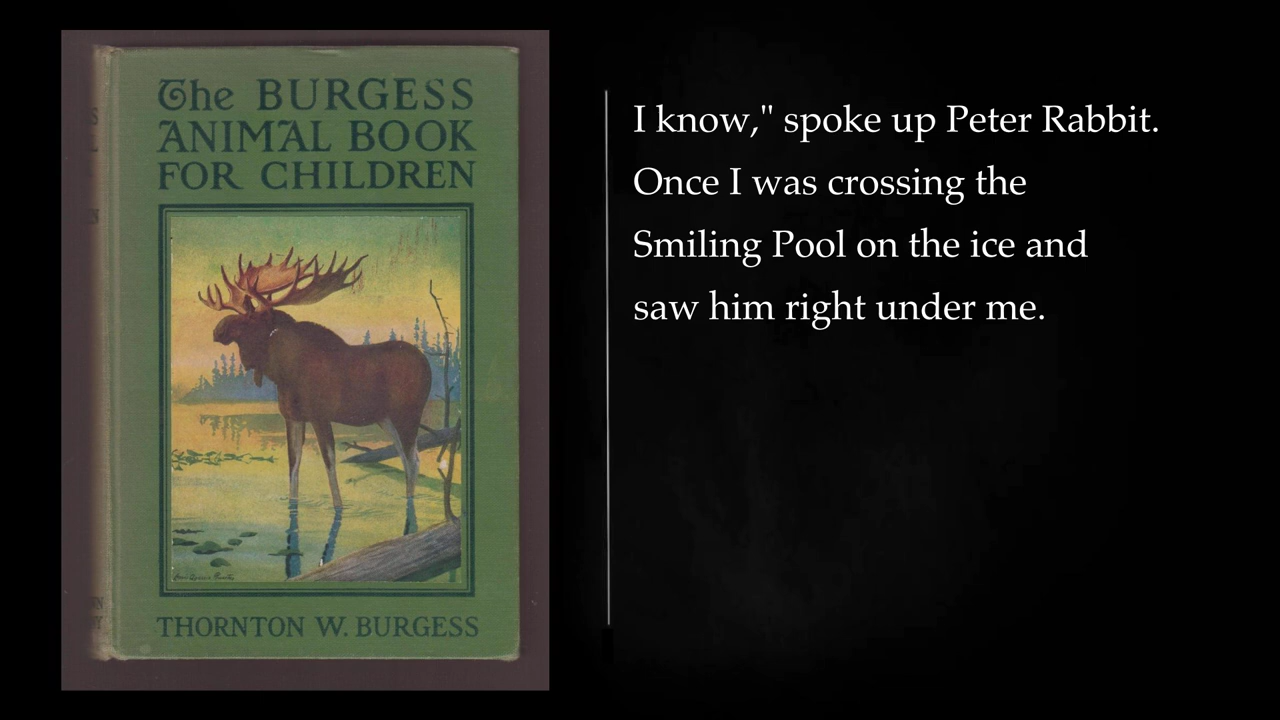 The BURGESS
ANIMAL BOOK
FOR CHILDREN
THORNTON W. BURGESS
I know," spoke up Peter Rabbit.
Once I was crossing the
Smiling Pool on the ice and
saw him right under me.